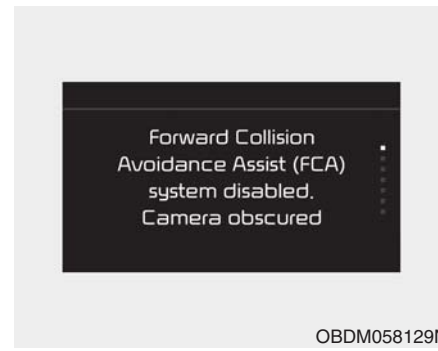 Forward Collision
Avoidance Assist (FCA)
system disabled.
Camera obscured
OBDM058129N